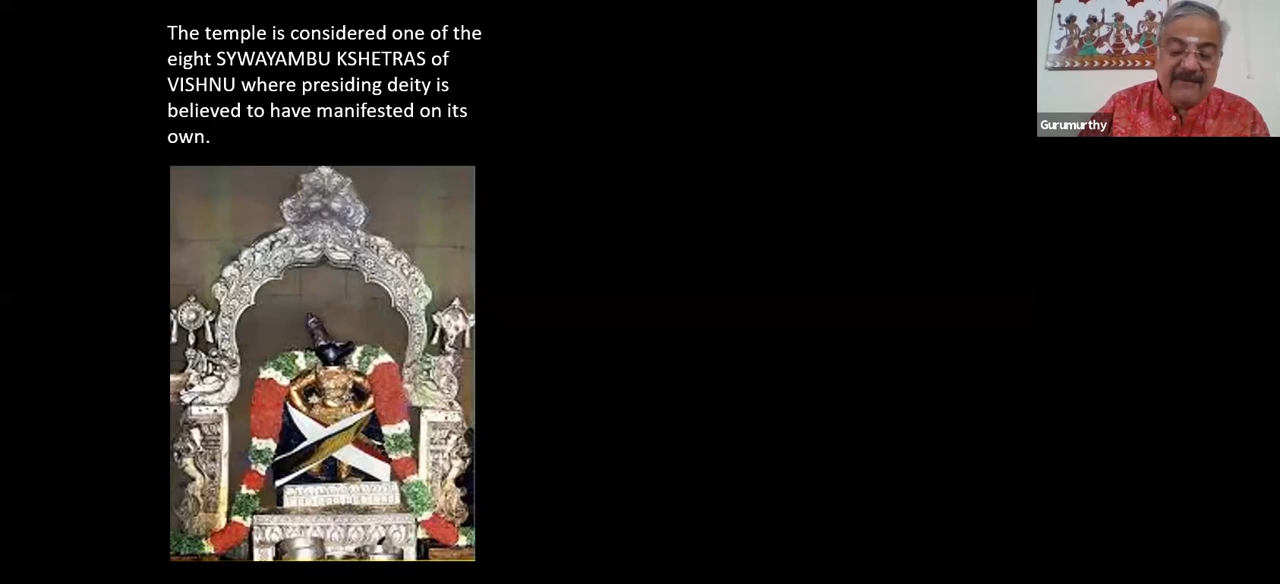 The temple is considered one of the
eight SYWAYAMBU KSHETRAS of
VISHNU where presiding deity is
believed to have manifested on its
own.
Gurumurthy